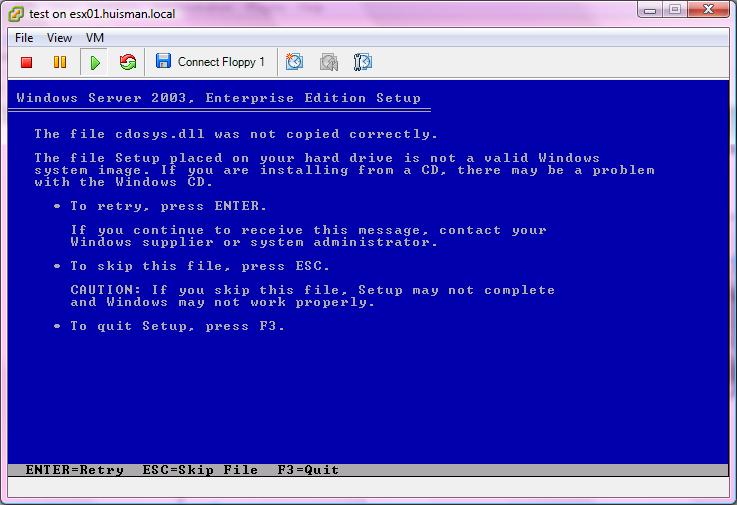 test on esx01.huisman.local
File View VM
Connect Floppy 1
Windows Server 2003, Enterprise Edition Setup
The file cdosys.dll was not copied correctly.
The file Setup placed on your hard drive is not a valid Windows
system image. If you are installing from a CD, there may be a problem
with the Windows CD.
• To retry, press ENTER.
If you continue to receive this message, contact your
Windows supplier or system administrator.
• To skip this file, press ESC.
CAUTION: If you skip this file, Setup may not complete
and Windows may not work properly.
• To quit Setup, press F3.
ENTER=Retry ESC=Skip File F3=Quit